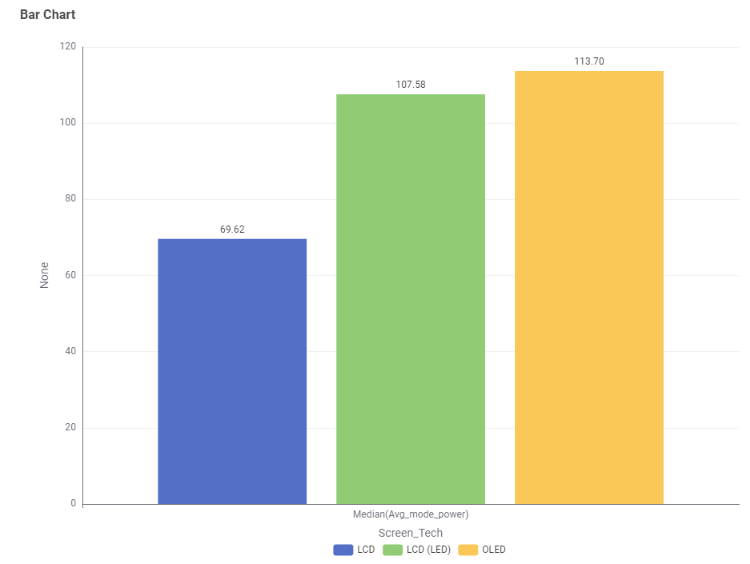 Bar Chart
120
113.70
107.58
100
80
69.62
60
None
40
20
0
Median(Avg_mode_power)
Screen_Tech
LCD LCD (LED) OLED